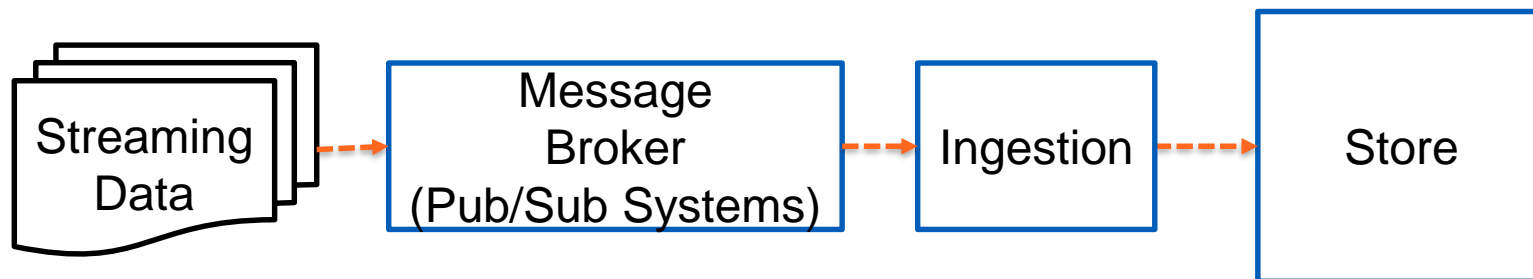 Streaming
Data
Message
Broker
(Pub/Sub Systems)
Ingestion
Store